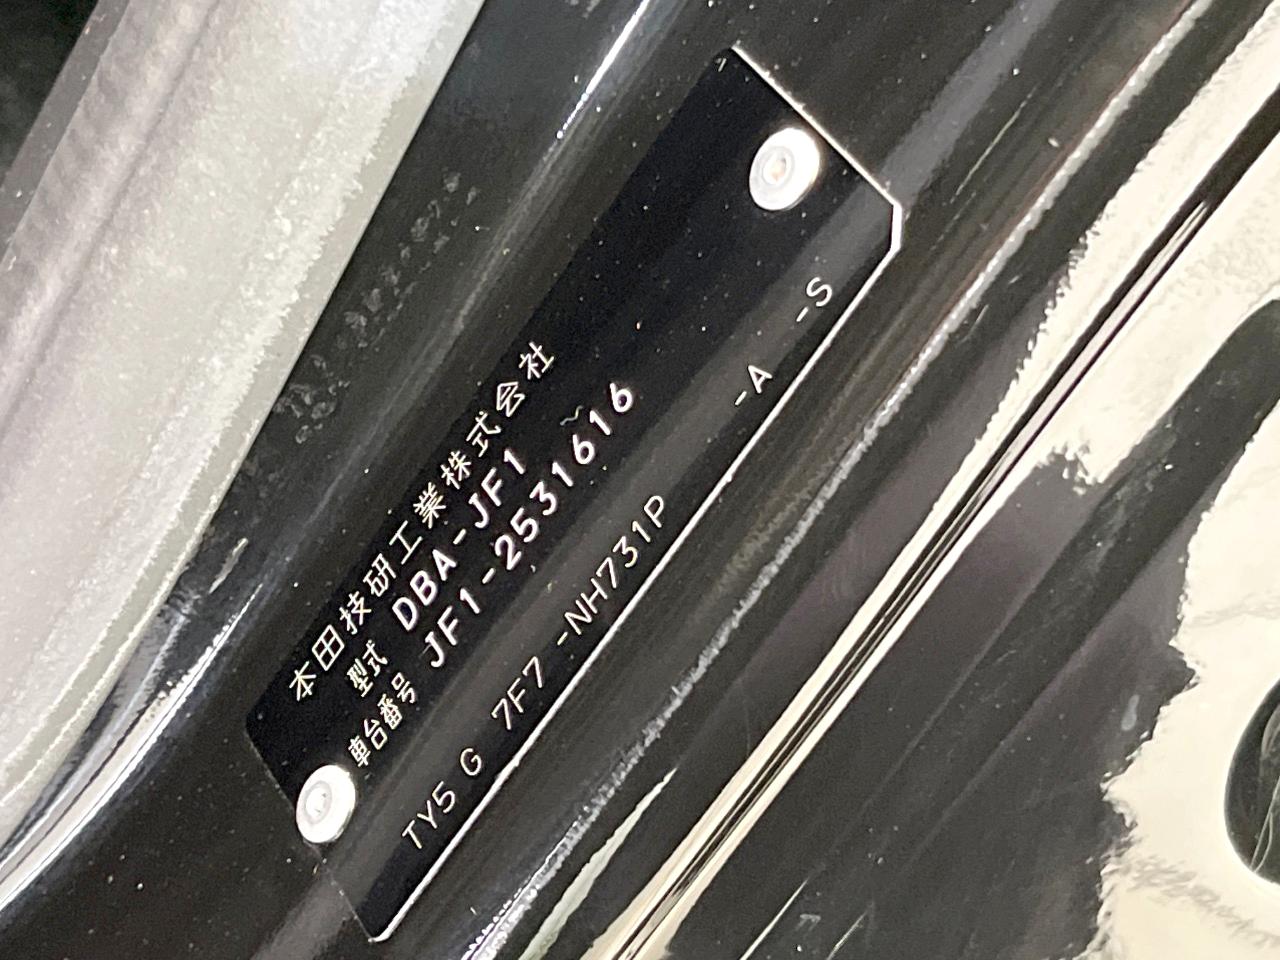 本田技研工業株式会社
型式 DBA-JF1
車台番号 JF1-2531616
TY5 G 7F7 -NH731P -A -S